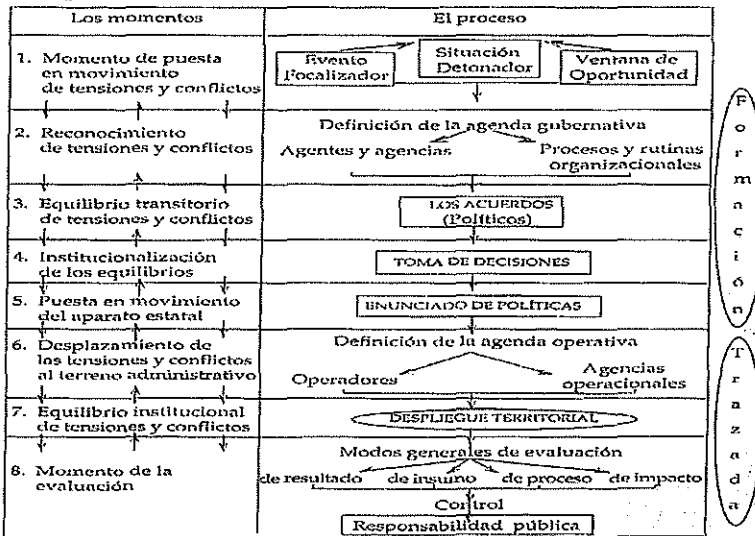 Los momentos
El proceso
1. Momento de puesta
en movimiento
de tensiones y conflictos
Evento
Focalizador
Situación
Detonador
Ventana de
Oportunidad
2. Reconocimiento
de tensiones y conflictos
Definición de la agenda gubernativa
Agentes y agencias
Procesos y rutinas
organizacionales
3. Equilibrio transitorio
de tensiones y conflictos
LOS ACUERDOS
(Políticos)
4. Institucionalización
de los equilibrios
TOMA DE DECISIONES
5. Puesta en movimiento
del aparato estatal
ENUNCIADO DE POLÍTICAS
6. Desplazamiento de
las tensiones y conflictos
al terreno administrativo
Definición de la agenda operativa
Operadores
Agencias
operacionales
7. Equilibrio institucional
de tensiones y conflictos
DESPLIEGUE TERRITORIAL
8. Momento de la
evaluación
Modos generales de evaluación
de resultado de insumo de proceso de impacto
Control
Responsabilidad pública
Formación
Trazada